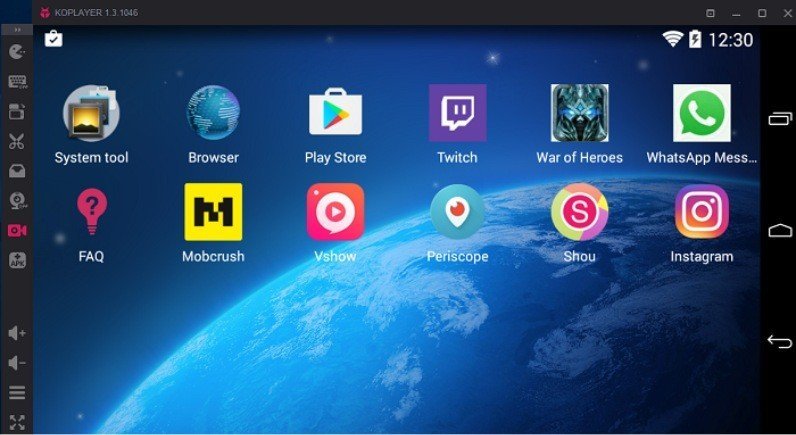 KOPLAYER 1.3.1046
12:30
System tool
Browser
Play Store
Twitch
War of Heroes
WhatsApp Mess...
FAQ
Mobcrush
Vshow
Periscope
Shou
Instagram
APK